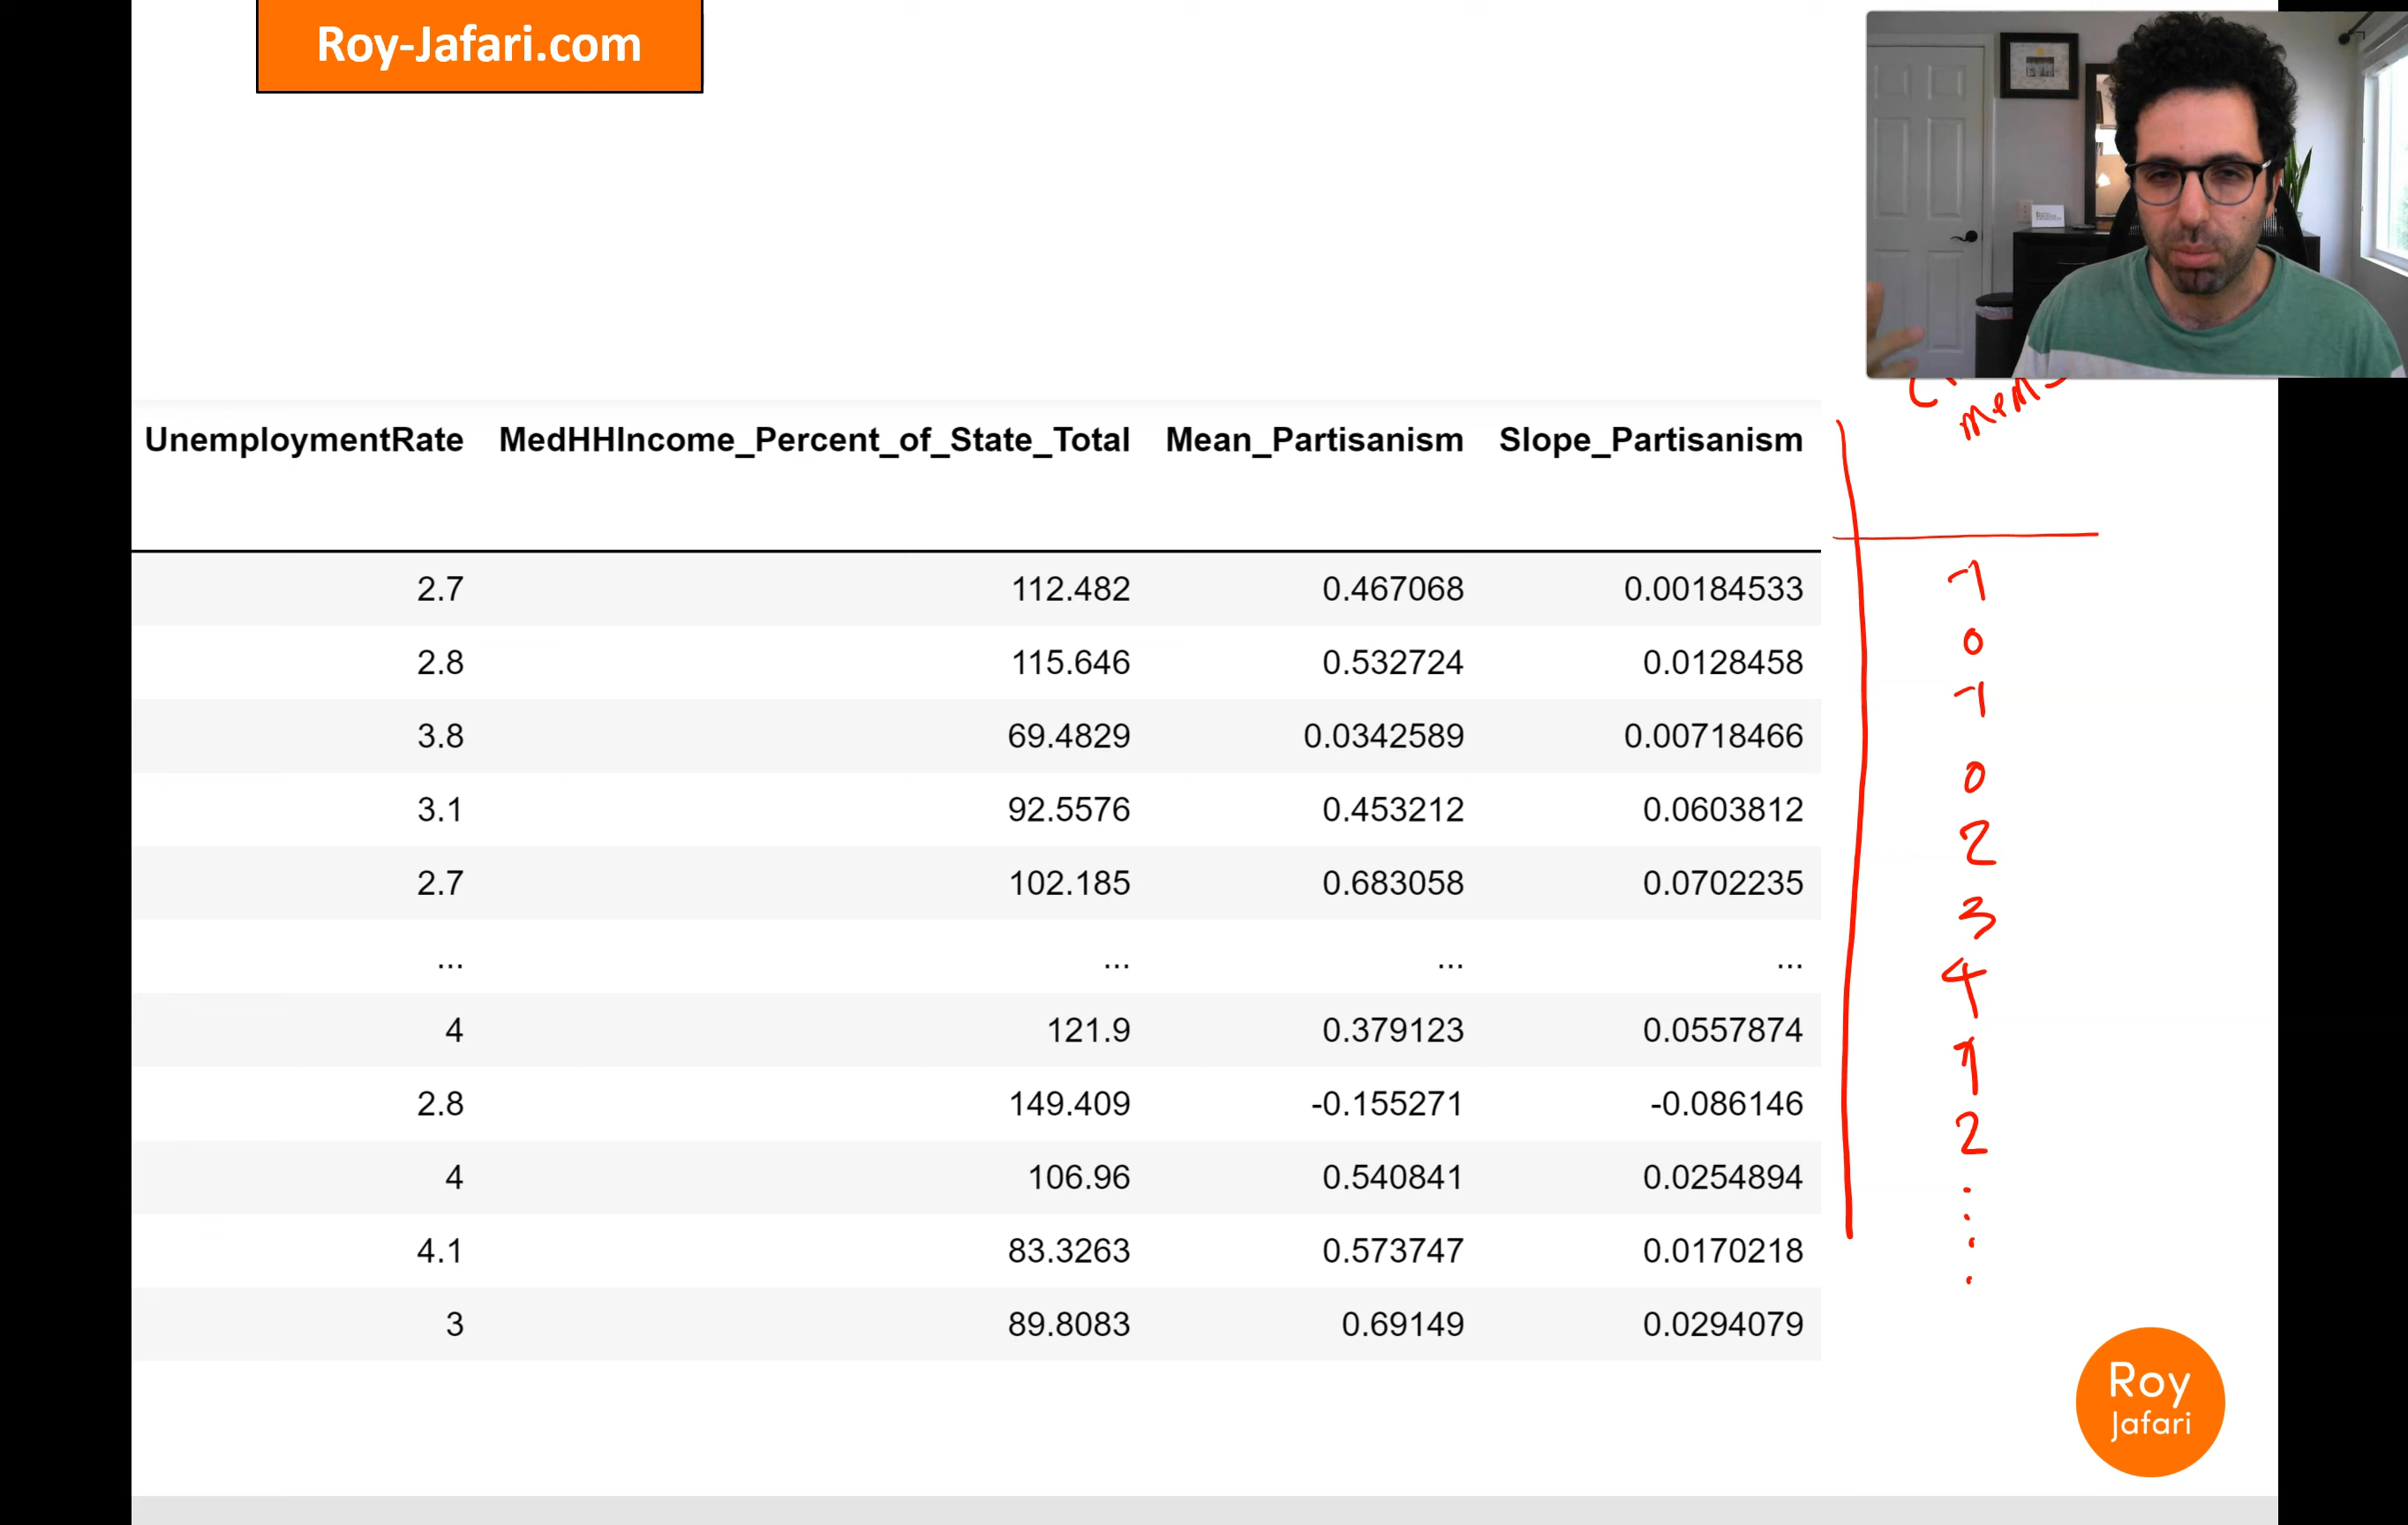 Roy-Jafari.com
UnemploymentRate MedHHIncome_Percent_of_State_Total Mean_Partisanism Slope_Partisanism
2.7 112.482 0.467068 0.00184533 1
2.8 115.646 0.532724 0.0128458 0
3.8 69.4829 0.0342589 0.00718466 1
3.1 92.5576 0.453212 0.0603812 0
2.7 102.185 0.683058 0.0702235 2
... ... ... ... 3
4 121.9 0.379123 0.0557874 4
2.8 149.409 -0.155271 -0.086146 1
4 106.96 0.540841 0.0254894 2
4.1 83.3263 0.573747 0.0170218
3 89.8083 0.69149 0.0294079
Roy
Jafari